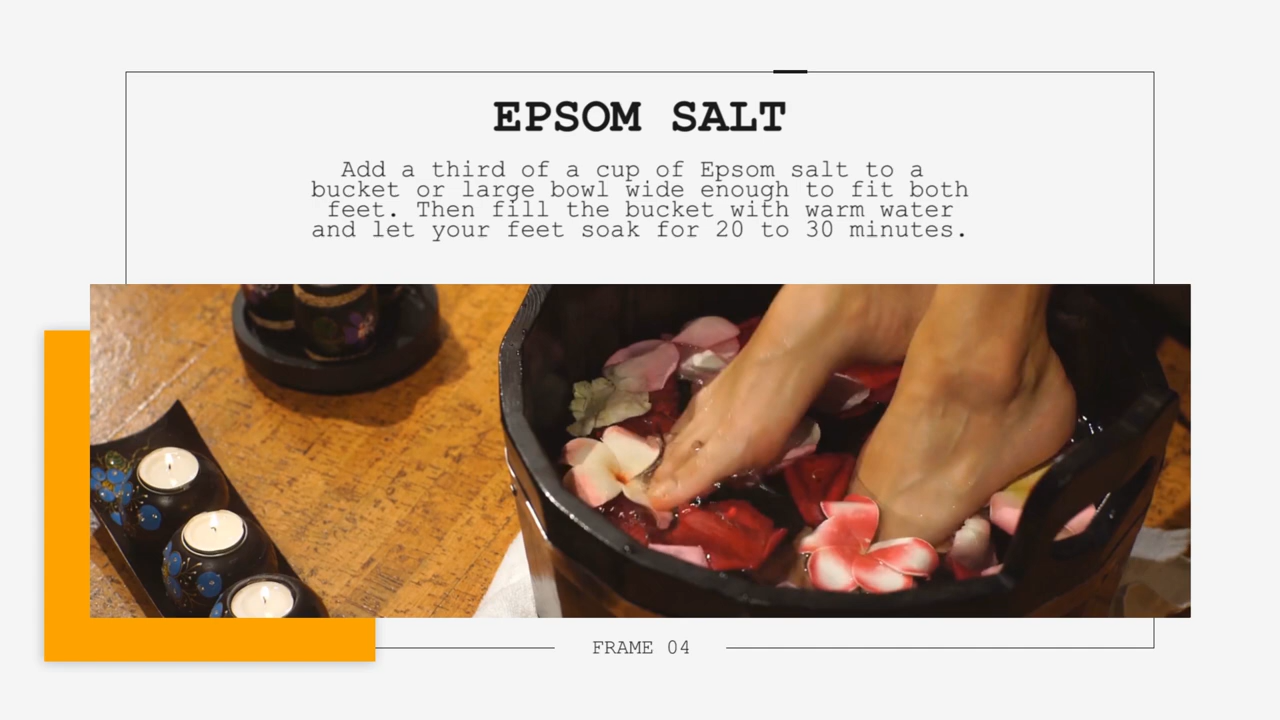 EPSOM SALT
Add a third of a cup of Epsom salt to a
bucket or large bowl wide enough to fit both
feet. Then fill the bucket with warm water
and let your feet soak for 20 to 30 minutes.
FRAME 04